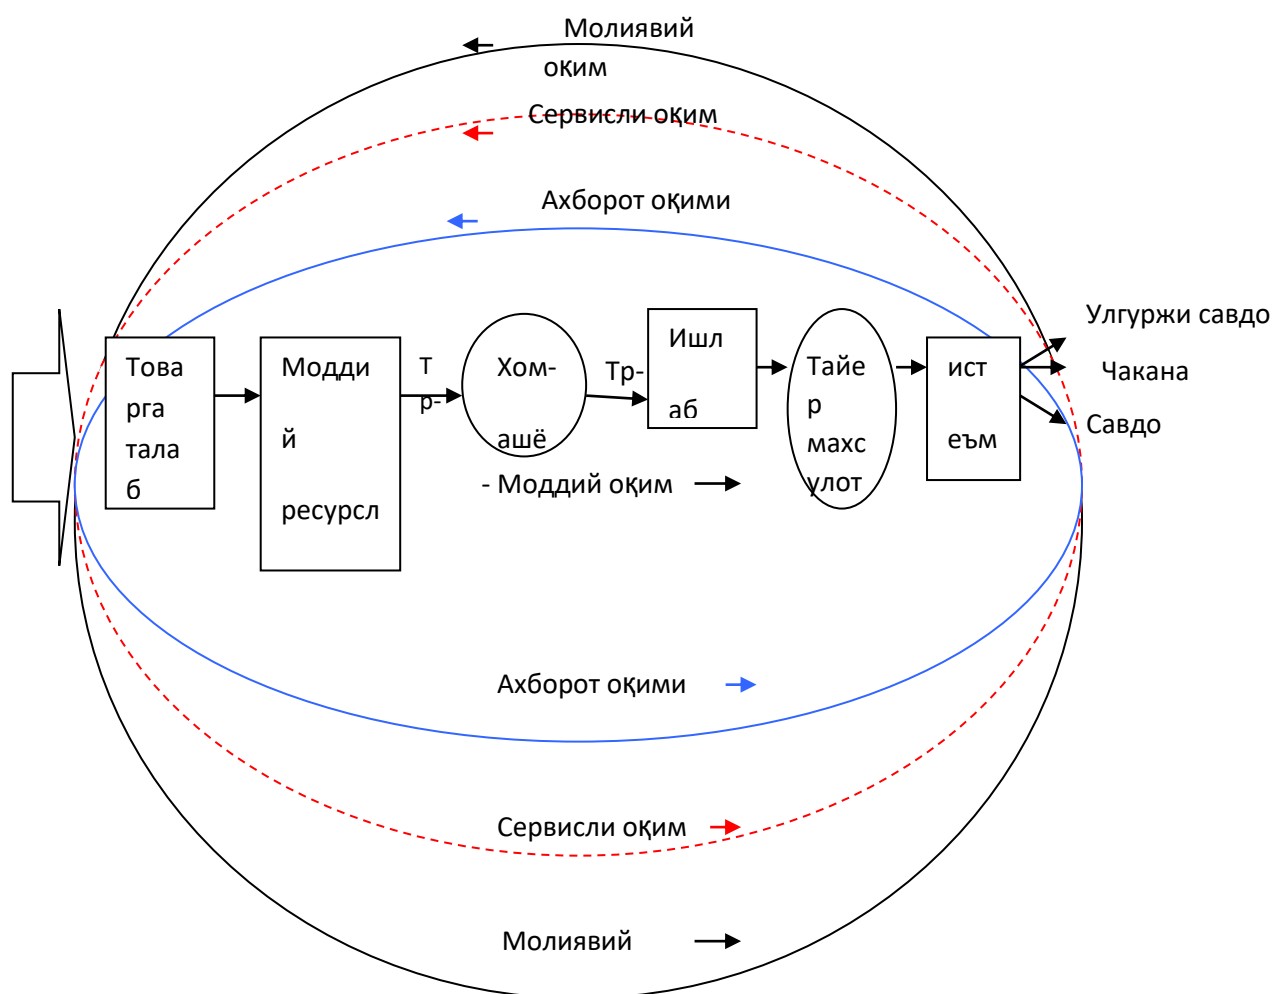 Молиявий
оқим
Сервисли оқим
Ахборот оқими
Това
рга
тала
б
Модди
й
ресурсл
Т
р-
Хом-
ашё
Тр-
Ишл
аб
Тайе
р
махс
улот
ист
еъм
Улгуржи савдо
Чакана
Савдо
- Моддий оқим
Ахборот оқими
Сервисли оқим
Молиявий